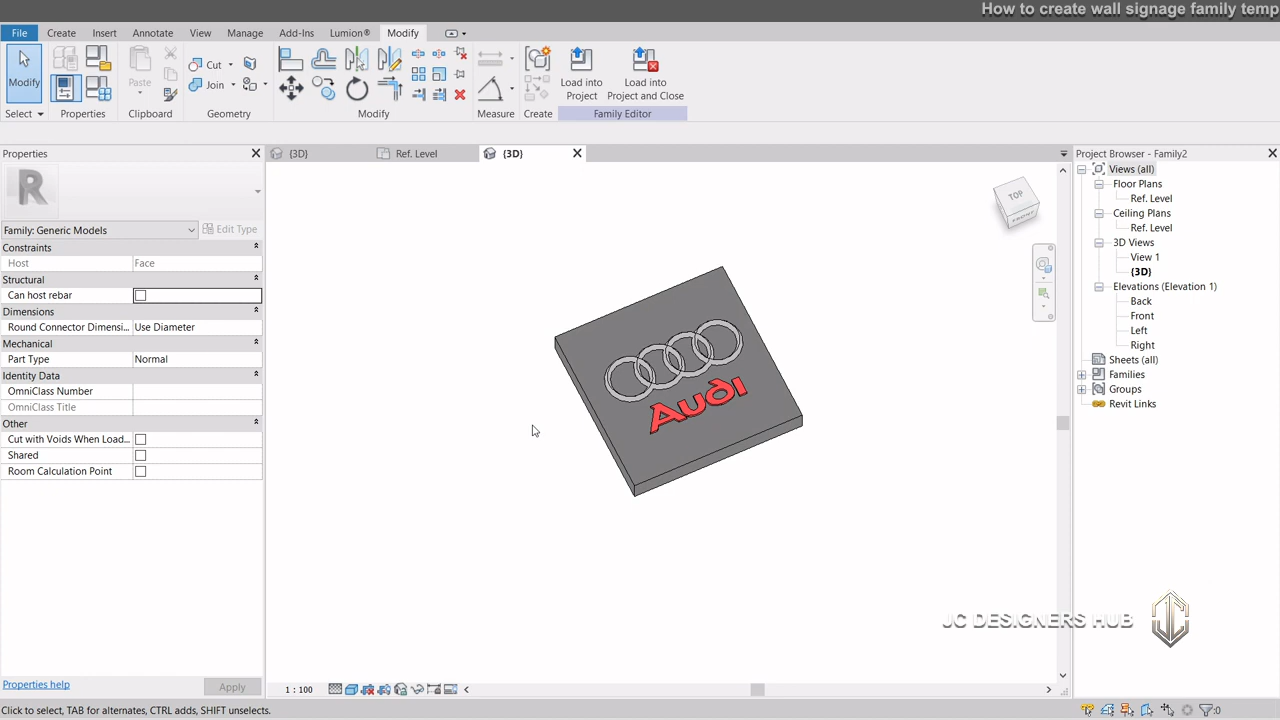 How to create wall signage family temp
File Create Insert Annotate View Manage Add-Ins Lumion® Modify
Modify
Select
Properties
Paste
Clipboard
Cut
Join
Geometry
Modify
Measure
Create
Load into
Project
Load into
Project and Close
Family Editor
Properties
{3D}
Ref. Level
{3D}
Project Browser - Family2
R
Family: Generic Models
Edit Type
Constraints
Host Face
Structural
Can host rebar
Dimensions
Round Connector Dimensi... Use Diameter
Mechanical
Part Type Normal
Identity Data
OmniClass Number
OmniClass Title
Other
Cut with Voids When Load...
Shared
Room Calculation Point
Properties help
Apply
TOP
FRONT
Audi
Views (all)
Floor Plans
Ref. Level
Ceiling Plans
Ref. Level
3D Views
View 1
{3D}
Elevations (Elevation 1)
Back
Front
Left
Right
Sheets (all)
Families
Groups
Revit Links
JC DESIGNERS HUB
1 : 100
Click to select, TAB for alternates, CTRL adds, SHIFT unselects.
:0